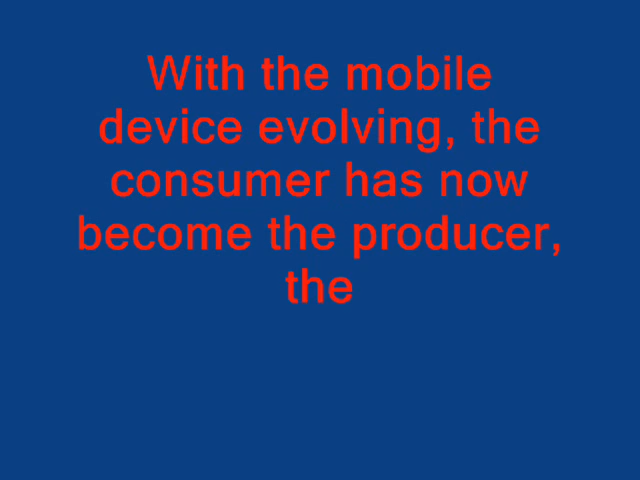 With the mobile
device evolving, the
consumer has now
become the producer,
the